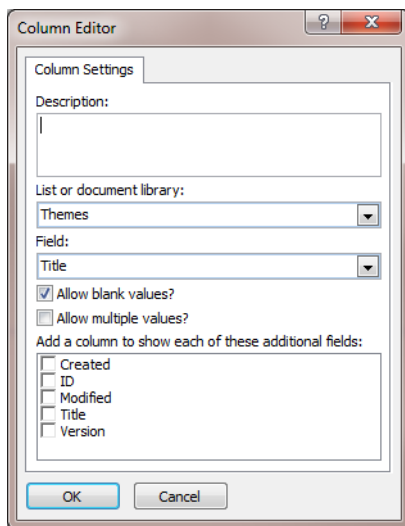 Column Editor
?
X
Column Settings
Description:
List or document library:
Themes
Field:
Title
Allow blank values?
Allow multiple values?
Add a column to show each of these additional fields:
Created
ID
Modified
Title
Version
OK Cancel